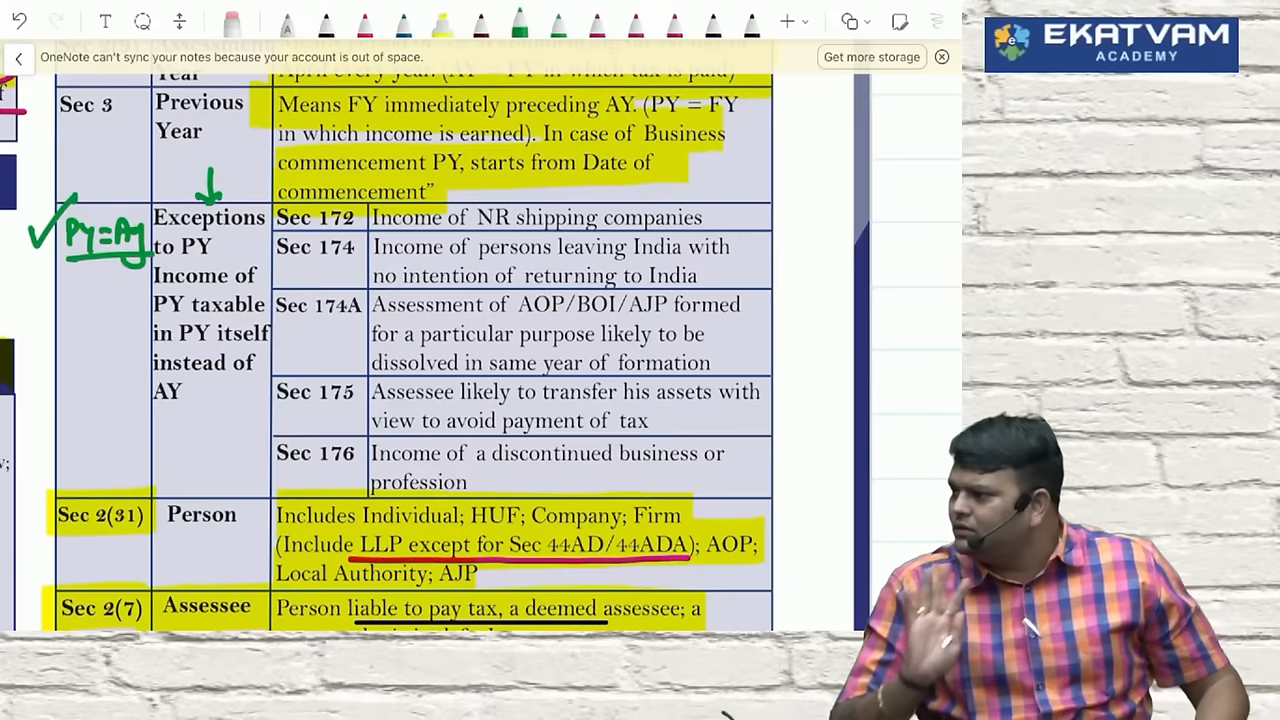 OneNote can't sync your notes because your account is out of space.
Get more storage
EKATVAM
ACADEMY
Year
April every year.
Sec 3
Previous
Year
Means FY immediately preceding AY. (PY = FY
in which income is earned). In case of Business
commencement PY, starts from Date of
commencement”
PY=AY
Exceptions
to PY
Income of
PY taxable
in PY itself
instead of
AY
Sec 172
Income of NR shipping companies
Sec 174
Income of persons leaving India with
no intention of returning to India
Sec 174A
Assessment of AOP/BOI/AJP formed
for a particular purpose likely to be
dissolved in same year of formation
Sec 175
Assessee likely to transfer his assets with
view to avoid payment of tax
Sec 176
Income of a discontinued business or
profession
Sec 2(31)
Person
Includes Individual; HUF; Company; Firm
(Include LLP except for Sec 44AD/44ADA); AOP;
Local Authority; AJP
Sec 2(7)
Assessee
Person liable to pay tax, a deemed assessee; a